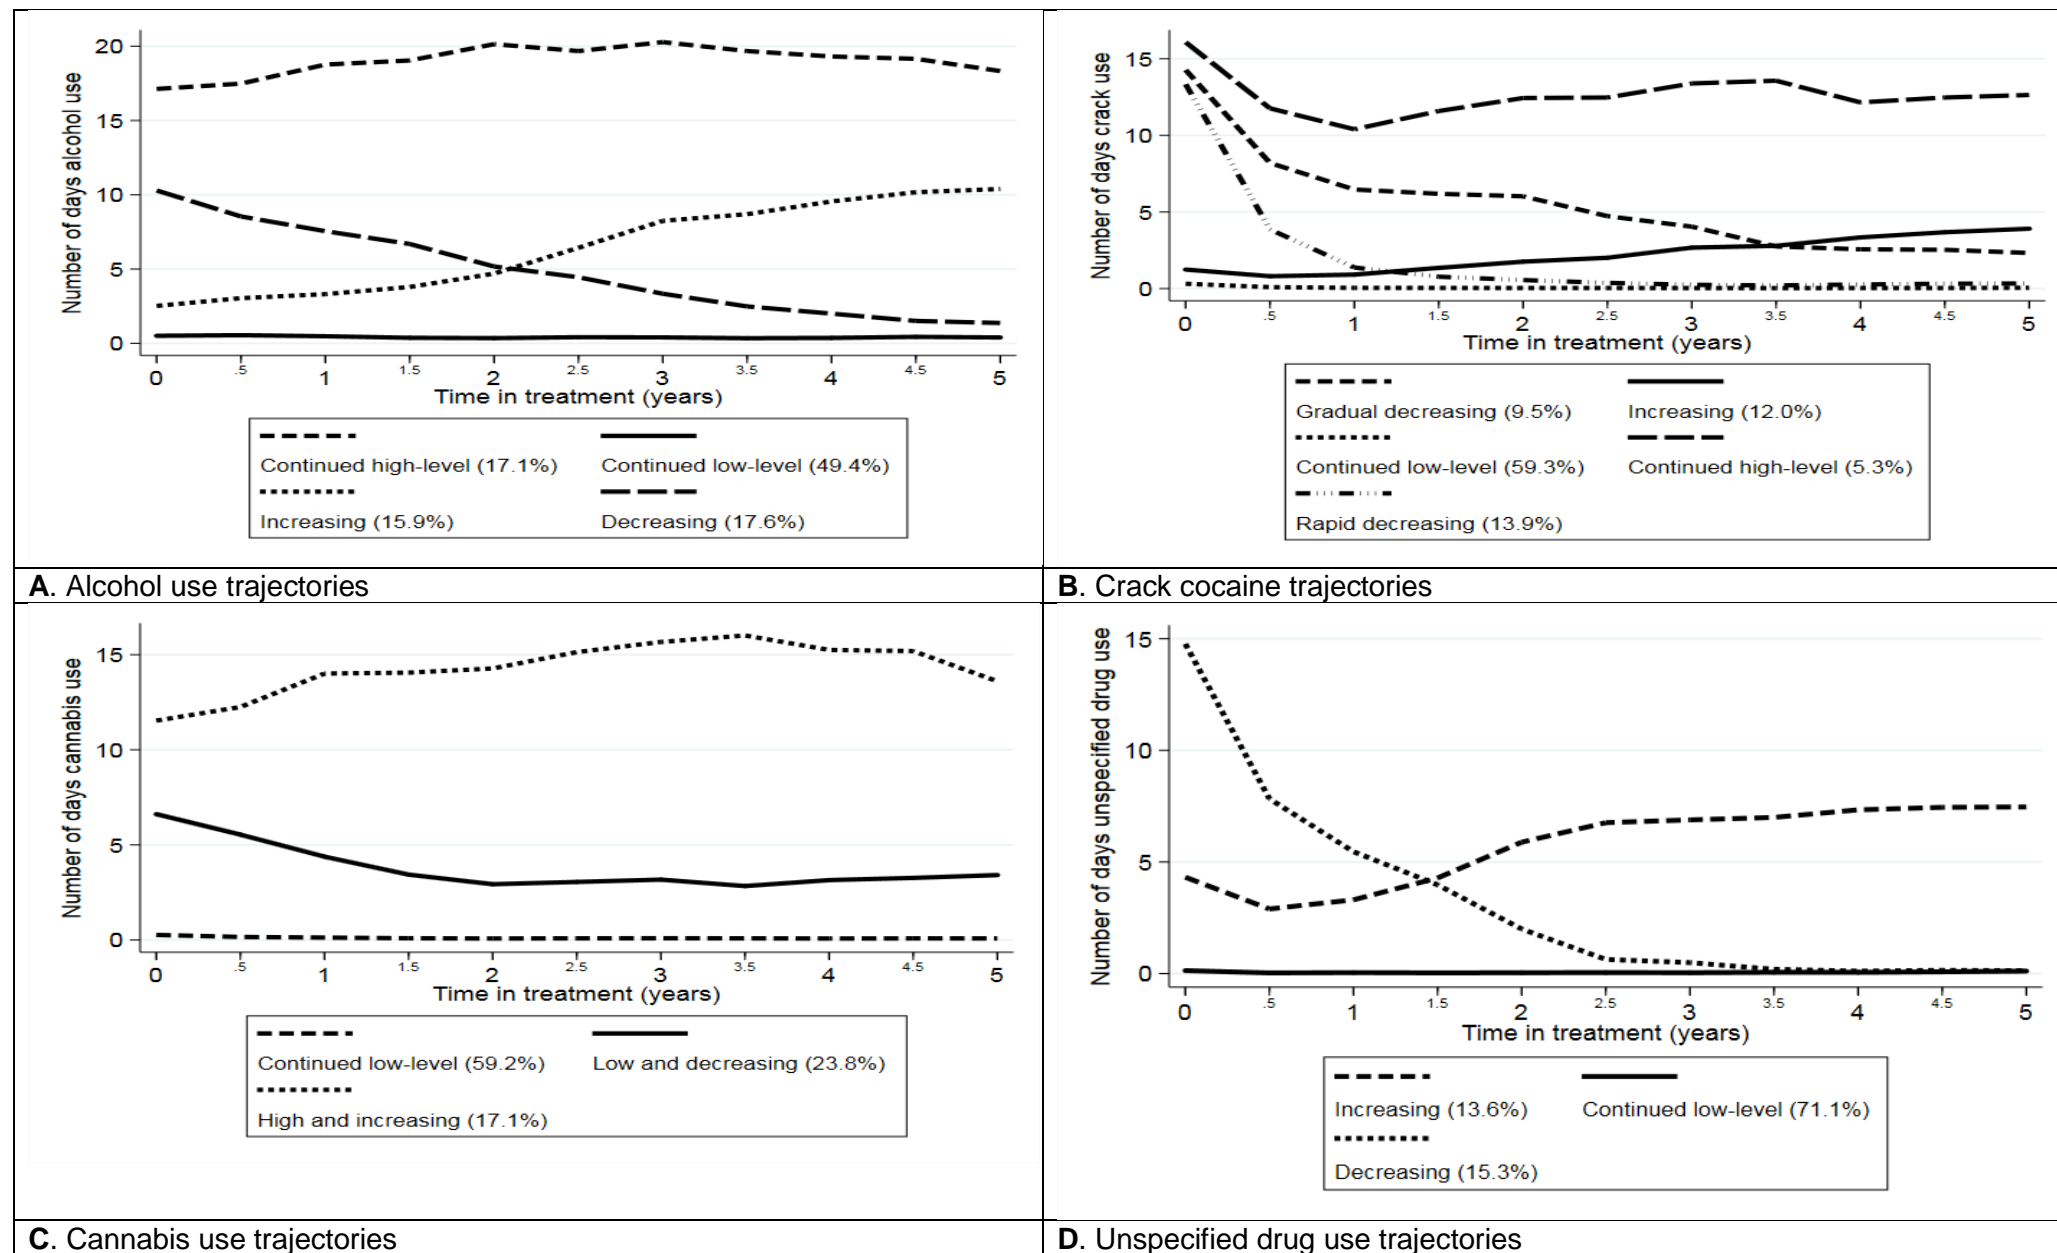 Number of days alcohol use
20
15
10
5
0
0 .5 1 1.5 2 2.5 3 3.5 4 4.5 5
Time in treatment (years)
Continued high-level (17.1%) Continued low-level (49.4%)
Increasing (15.9%) Decreasing (17.6%)
A. Alcohol use trajectories
Number of days crack use
15
10
5
0
0 .5 1 1.5 2 2.5 3 3.5 4 4.5 5
Time in treatment (years)
Gradual decreasing (9.5%) Increasing (12.0%)
Continued low-level (59.3%) Continued high-level (5.3%)
Rapid decreasing (13.9%)
B. Crack cocaine trajectories
Number of days cannabis use
15
10
5
0
0 .5 1 1.5 2 2.5 3 3.5 4 4.5 5
Time in treatment (years)
Continued low-level (59.2%) Low and decreasing (23.8%)
High and increasing (17.1%)
C. Cannabis use trajectories
Number of days unspecified drug use
15
10
5
0
0 .5 1 1.5 2 2.5 3 3.5 4 4.5 5
Time in treatment (years)
Increasing (13.6%) Continued low-level (71.1%)
Decreasing (15.3%)
D. Unspecified drug use trajectories